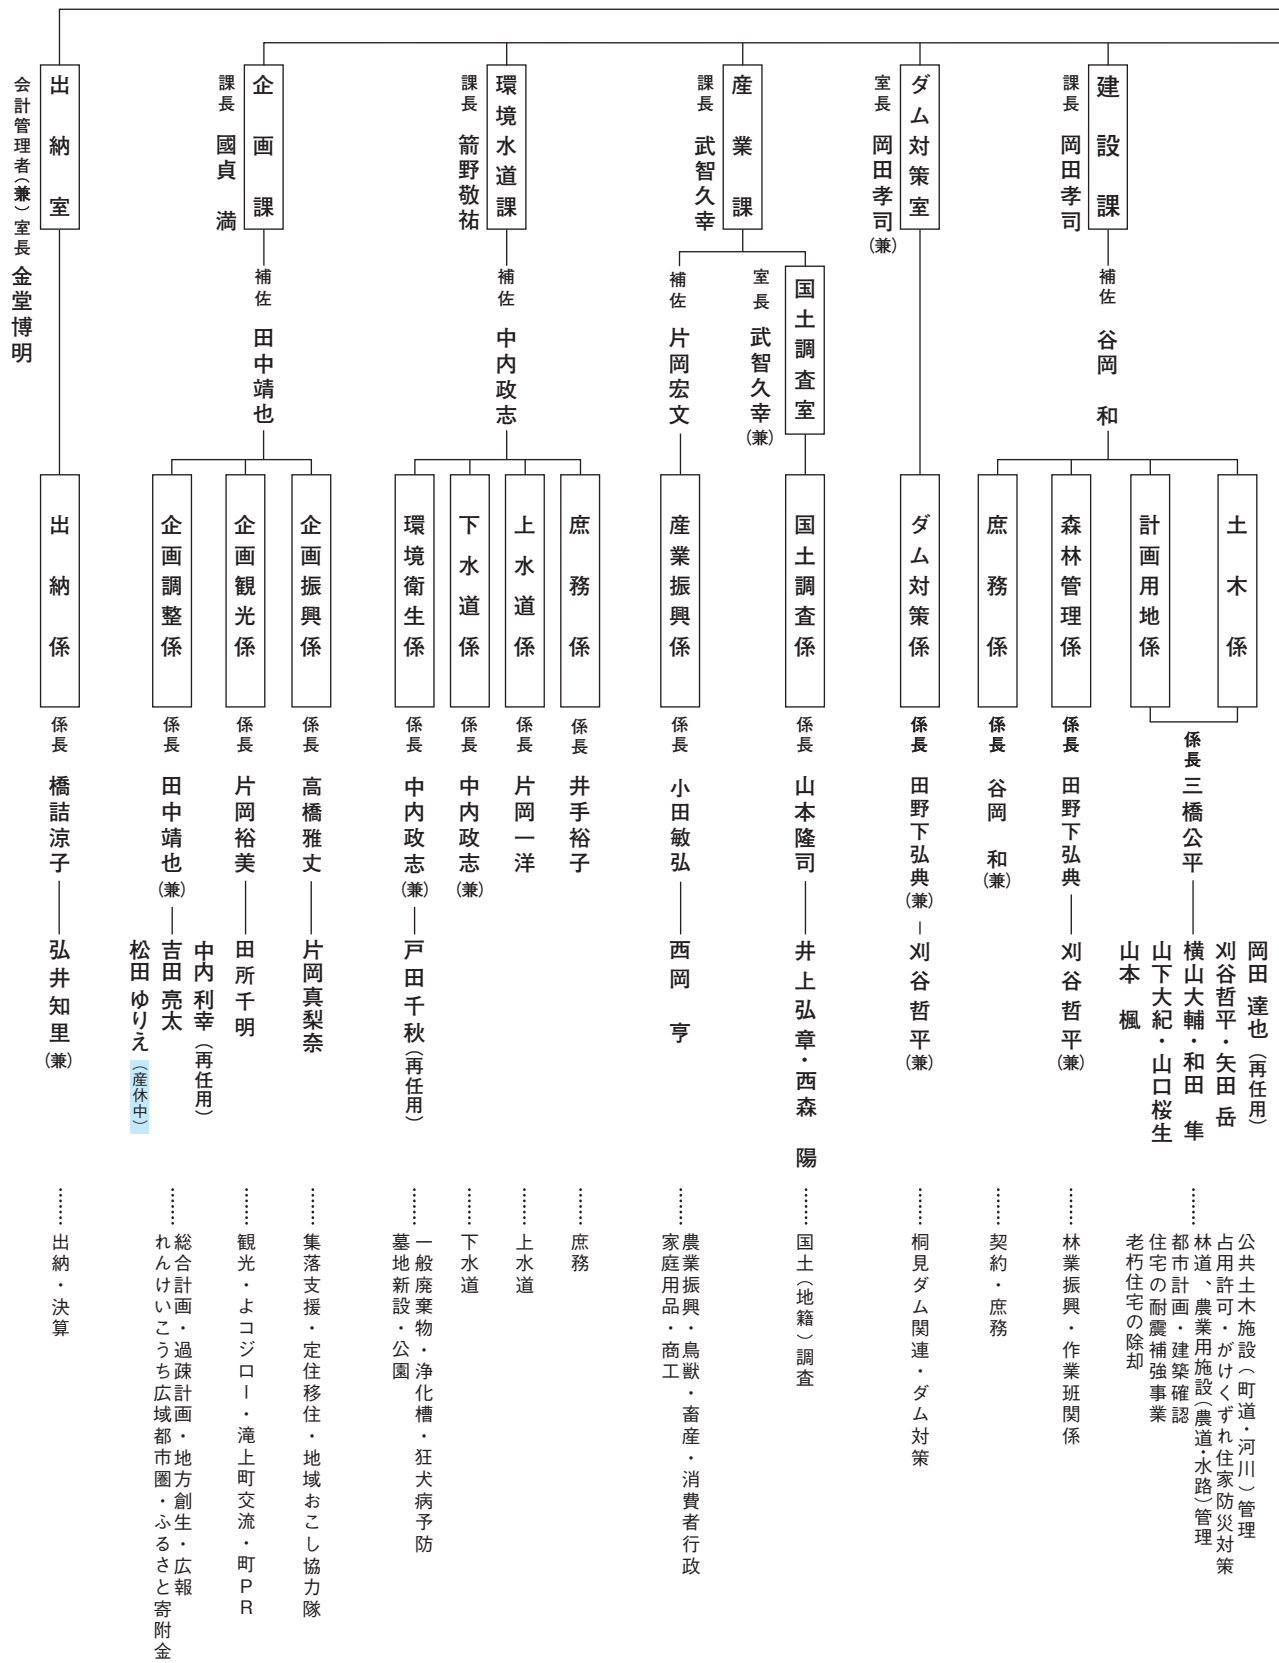 建設課
課長 岡田孝司
補佐 谷岡 和
土木係
計画用地係
係長 三橋公平
岡田 達也(再任用)
刈谷哲平・矢田 岳
横山大輔・和田 隼
山下大紀・山口桜生
山本 楓
公共土木施設(町道・河川)管理
占用許可・がけくずれ住家防災対策
林道、農業用施設(農道・水路)管理
都市計画・建築確認
住宅の耐震補強事業
老朽住宅の除却
森林管理係
係長 田野下弘典
刈谷哲平(兼)
林業振興・作業班関係
庶務係
係長 谷岡 和(兼)
契約・庶務
ダム対策室
室長 岡田孝司(兼)
ダム対策係
係長 田野下弘典(兼)
刈谷哲平(兼)
桐見ダム関連・ダム対策
産業課
課長 武智久幸
国土調査室
室長 武智久幸(兼)
国土調査係
係長 山本隆司
井上弘章・西森 陽
国土(地籍)調査
補佐 片岡宏文
産業振興係
係長 小田敏弘
西岡 亨
農業振興・鳥獣・畜産・消費者行政
家庭用品・商工
環境水道課
課長 箭野敬祐
補佐 中内政志
庶務係
係長 井手裕子
庶務
上水道係
係長 片岡一洋
上水道
下水道係
係長 中内政志(兼)
下水道
環境衛生係
係長 中内政志(兼)
戸田千秋(再任用)
一般廃棄物・浄化槽・狂犬病予防
墓地新設・公園
企画課
課長 國貞 満
補佐 田中靖也
企画振興係
係長 高橋雅丈
片岡真梨奈
集落支援・定住移住・地域おこし協力隊
企画観光係
係長 片岡裕美
田所千明
観光・よコジロー・滝上町交流・町PR
企画調整係
係長 田中靖也(兼)
中内利幸(再任用)
吉田亮太
松田ゆりえ(産休中)
総合計画・過疎計画・地方創生・広報
れんけいこうち広域都市圏・ふるさと寄附金
出納室
会計管理者(兼)室長 金堂博明
出納係
係長 橋詰涼子
弘井知里(兼)
出納・決算